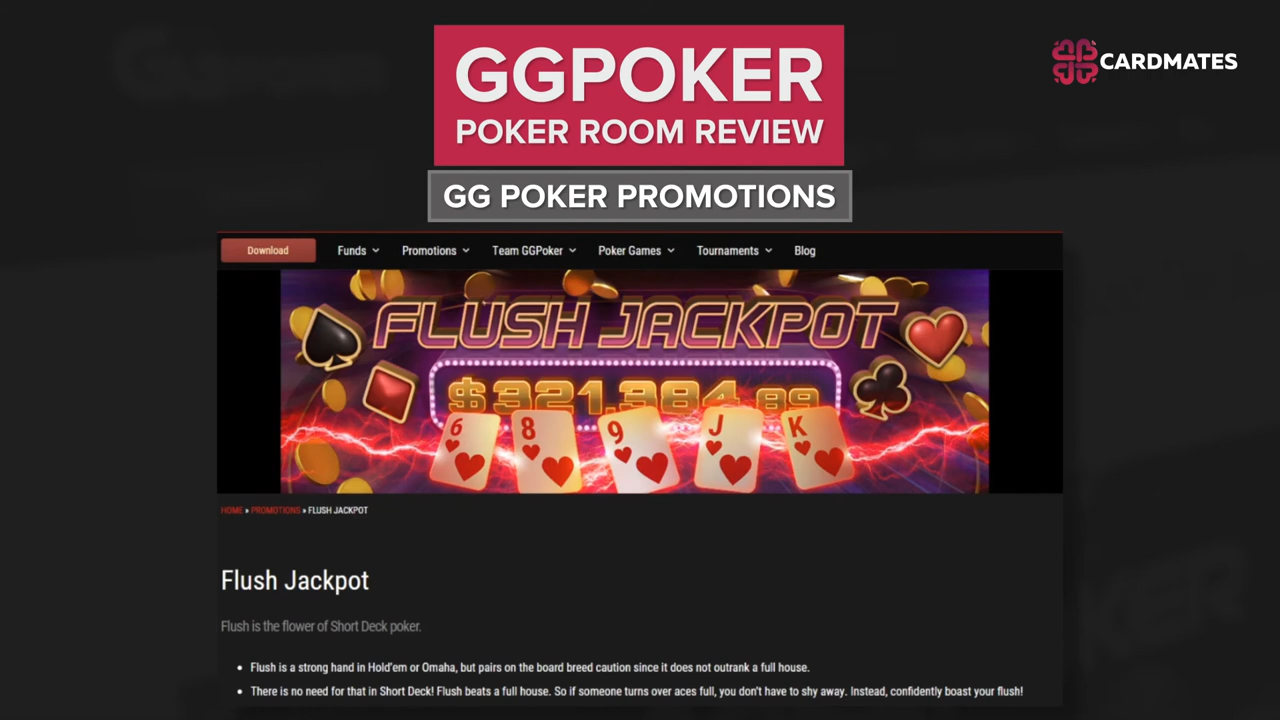 GGPOKER
POKER ROOM REVIEW
CARDMATES
GG POKER PROMOTIONS
Download Funds Promotions Team GGPoker Poker Games Tournaments Blog
FLUSH JACKPOT
$321,384.89
6 8 9 J K
HOME » PROMOTIONS » FLUSH JACKPOT
Flush Jackpot
Flush is the flower of Short Deck poker.
• Flush is a strong hand in Hold'em or Omaha, but pairs on the board breed caution since it does not outrank a full house.
• There is no need for that in Short Deck! Flush beats a full house. So if someone turns over aces full, you don't have to shy away. Instead, confidently boast your flush!